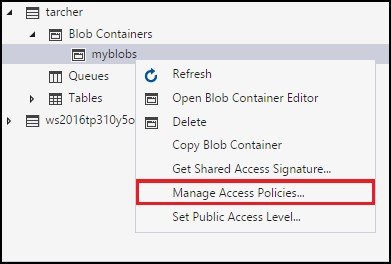 tarcher
Blob Containers
myblobs
Refresh
Queues
Open Blob Container Editor
Tables
Delete
ws2016tp310y5o
Copy Blob Container
Get Shared Access Signature...
Manage Access Policies...
Set Public Access Level...